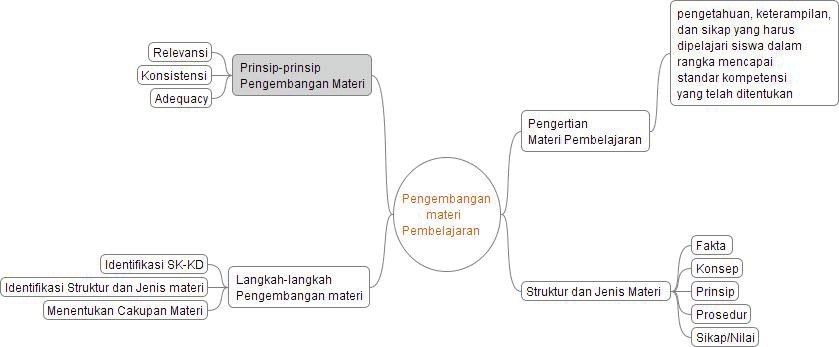 Relevansi
Konsistensi
Adequacy
Prinsip-prinsip
Pengembangan Materi
pengetahuan, keterampilan,
dan sikap yang harus
dipelajari siswa dalam
rangka mencapai
standar kompetensi
yang telah ditentukan
Pengertian
Materi Pembelajaran
Pengembangan
materi
Pembelajaran
Identifikasi SK-KD
Identifikasi Struktur dan Jenis materi
Menentukan Cakupan Materi
Langkah-langkah
Pengembangan materi
Struktur dan Jenis Materi
Fakta
Konsep
Prinsip
Prosedur
Sikap/Nilai